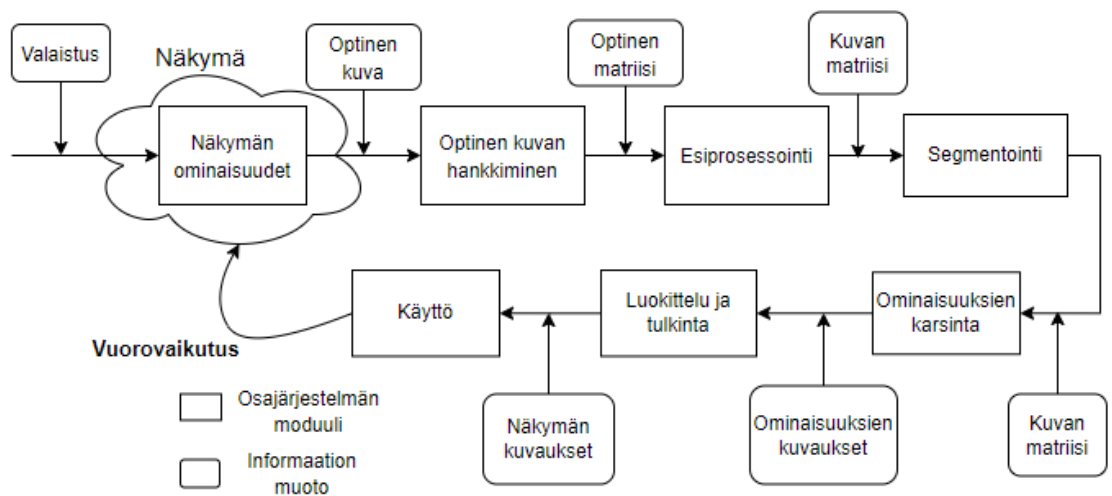 Valaistus
Näkymä
Optinen
kuva
Optinen
matriisi
Kuvan
matriisi
Näkymän
ominaisuudet
Optinen kuvan
hankkiminen
Esiprosessointi
Segmentointi
Käyttö
Luokittelu ja
tulkinta
Ominaisuuksien
karsinta
Vuorovaikutus
Osajärjestelmän
moduuli
Näkymän
kuvaukset
Ominaisuuksien
kuvaukset
Kuvan
matriisi
Informaation
muoto